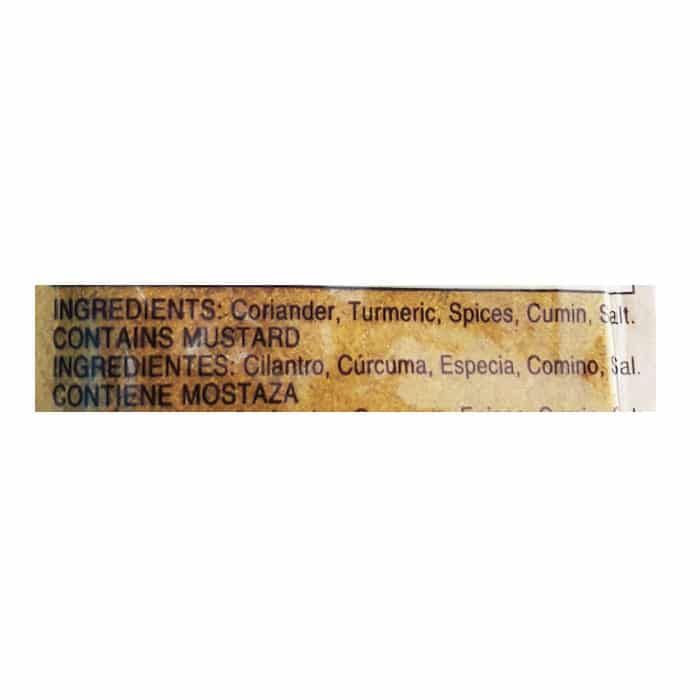 INGREDIENTS: Coriander, Turmeric, Spices, Cumin, Salt.
CONTAINS MUSTARD
INGREDIENTES: Cilantro, Cúrcuma, Especia, Comino, Sal.
CONTIENE MOSTAZA